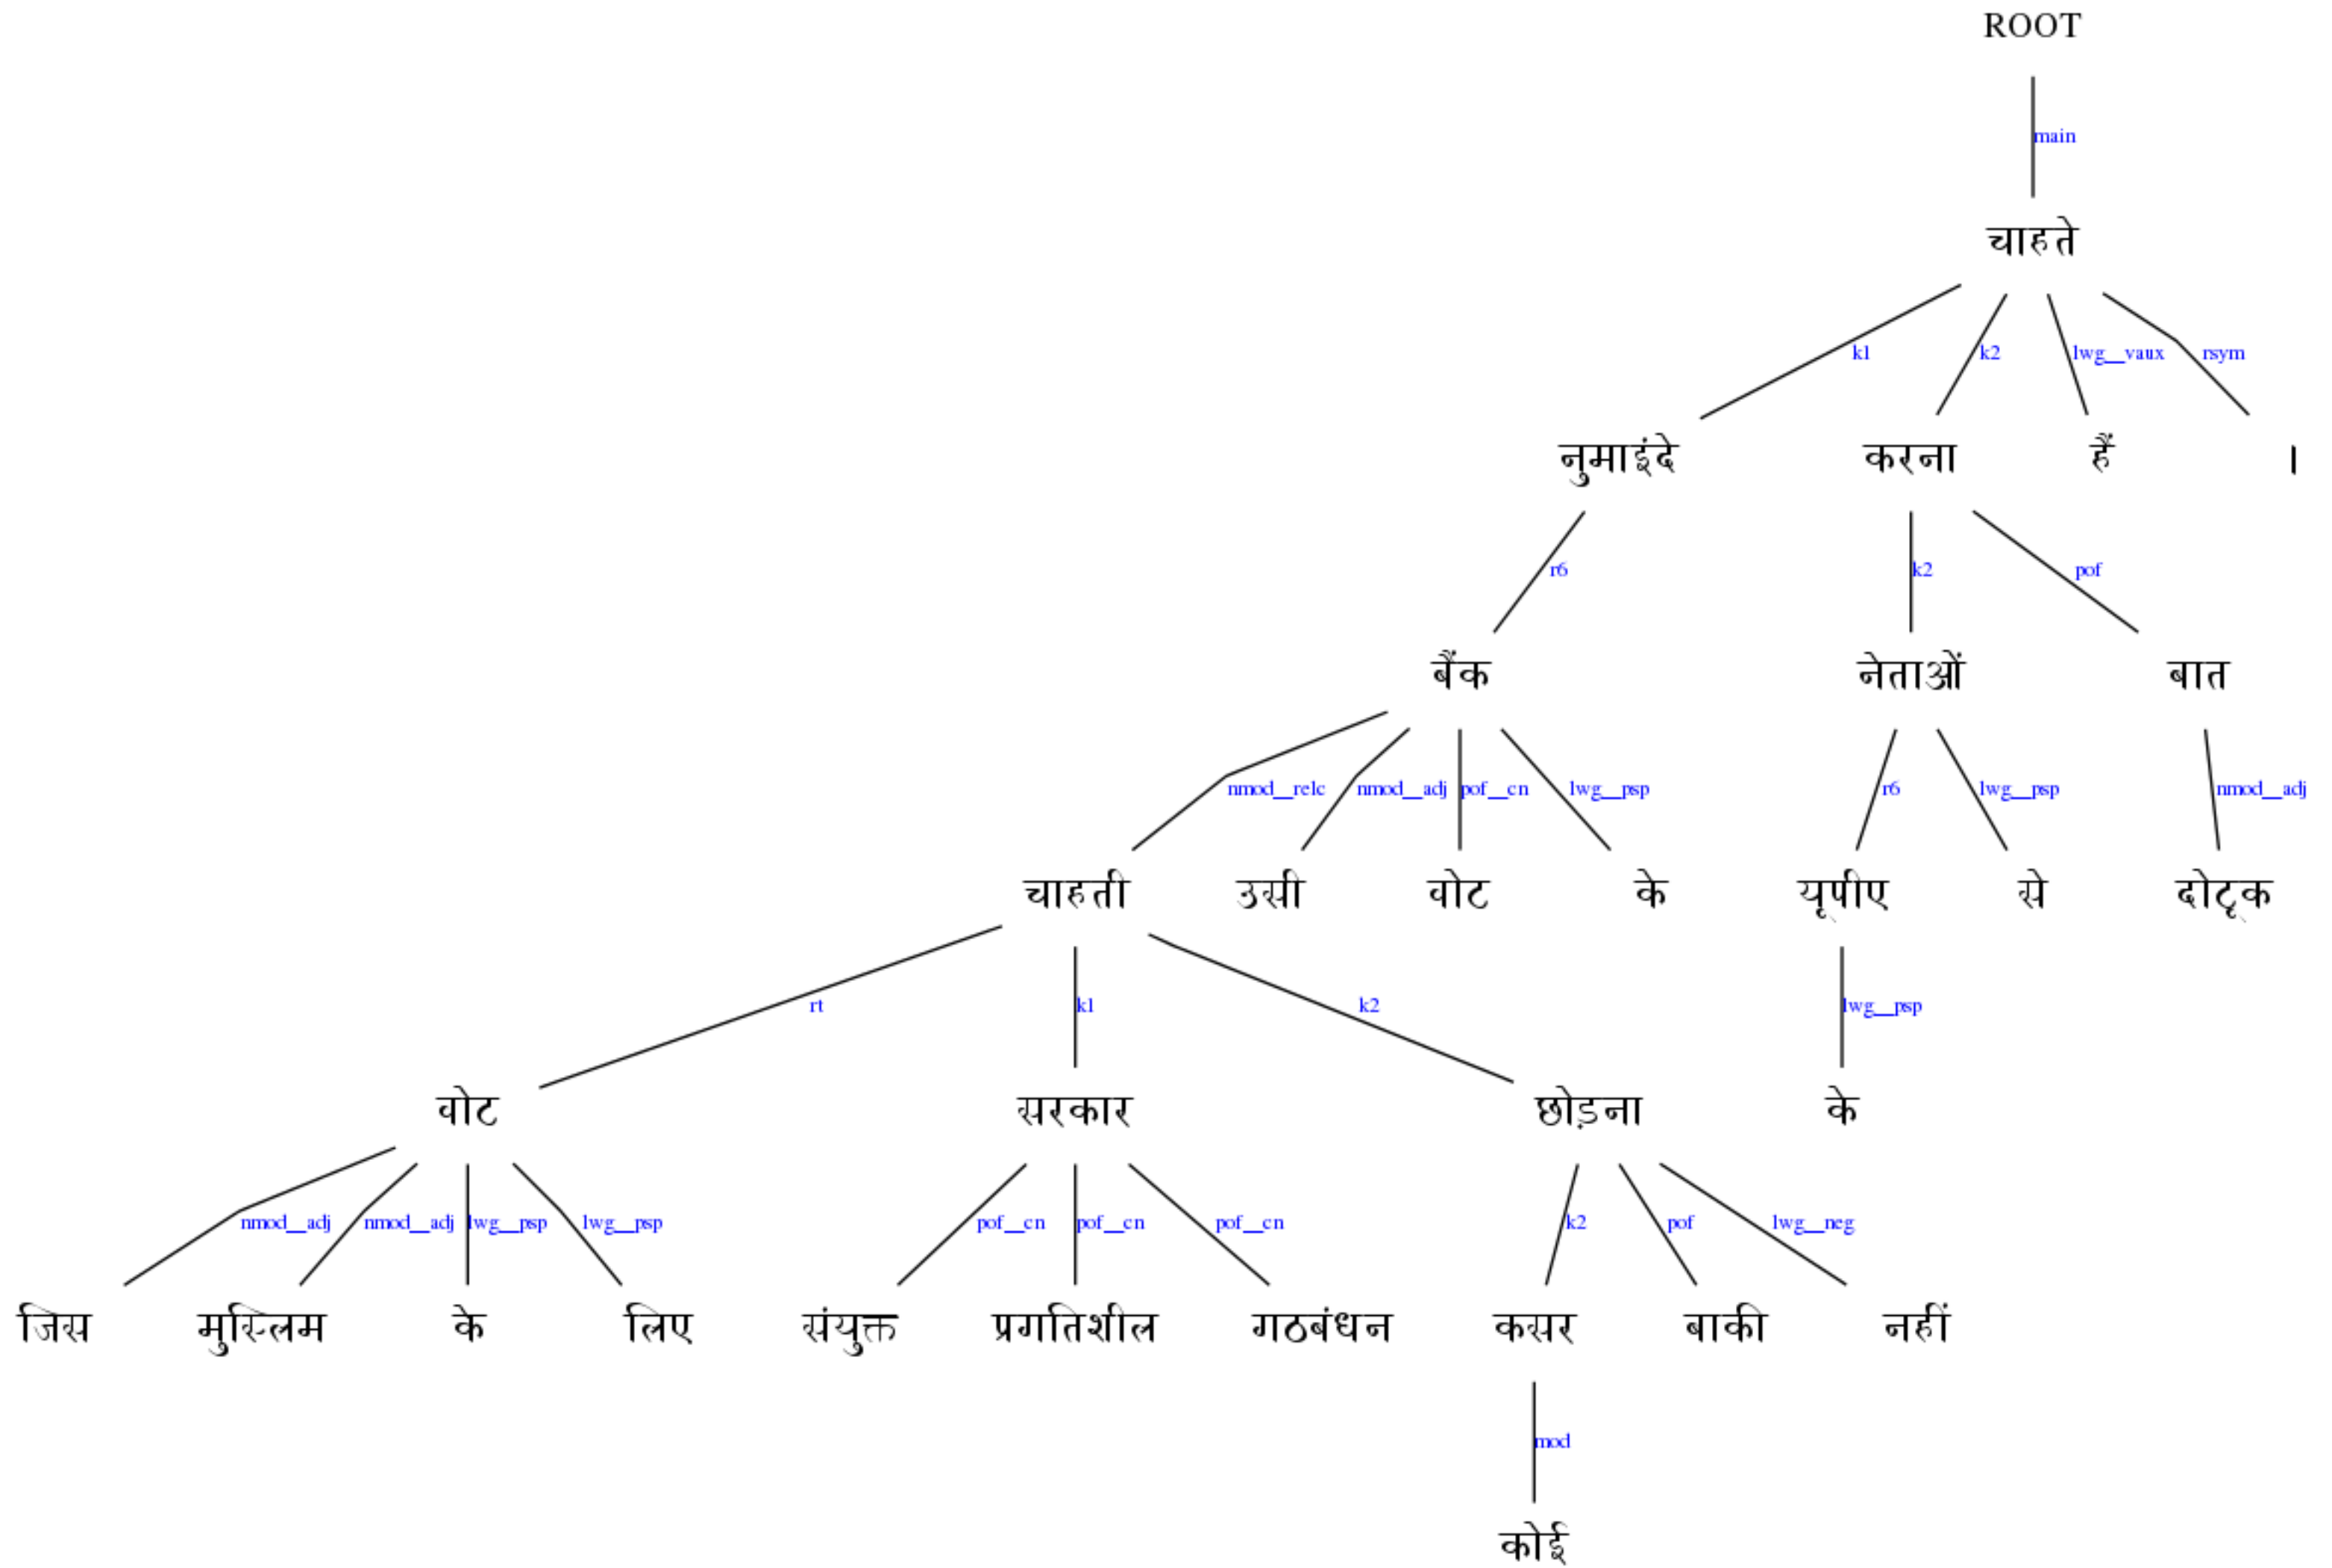 ROOT
main
चाहते
k1 k2 lwg__vaux rsym
नुमाइंदे करना हैं ।
r6 k2 pof
बैंक नेताओं बात
nmod__relc nmod__adj pof__cn lwg__psp r6 lwg__psp nmod__adj
चाहती उसी वोट के यूपीए से दोटूक
rt k1 k2 lwg__psp
वोट सरकार छोड़ना के
nmod__adj nmod__adj lwg__psp lwg__psp pof__cn pof__cn pof__cn k2 pof lwg__neg
जिस मुस्लिम के लिए संयुक्त प्रगतिशील गठबंधन कसर बाकी नहीं
mod
कोई